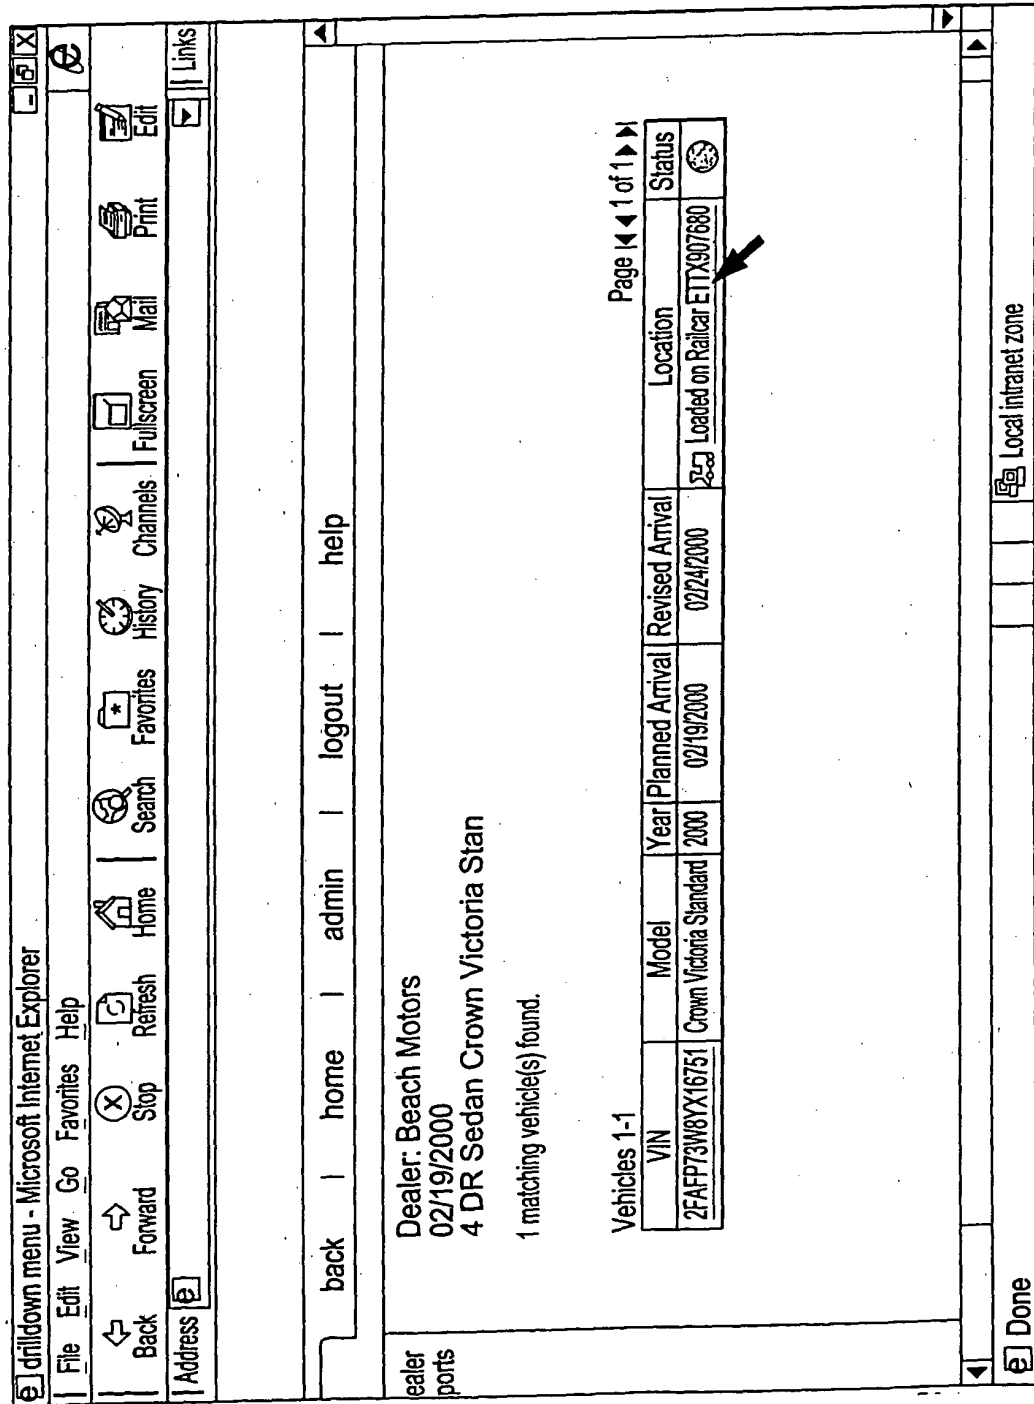 drilldown menu - Microsoft Internet Explorer
File Edit View Go Favorites Help
Back Forward Stop Refresh Home Search Favorites History Channels Fullscreen Mail Print Edit
Address Links
back | home | admin | logout | help
ealer
ports
Dealer: Beach Motors
02/19/2000
4 DR Sedan Crown Victoria Stan
1 matching vehicle(s) found.
Vehicles 1-1 Page 1 of 1
VIN Model Year Planned Arrival Revised Arrival Location Status
2FAFP73W8YX16751 Crown Victoria Standard 2000 02/19/2000 02/24/2000 Loaded on Railcar ETTX907680
Done Local intranet zone